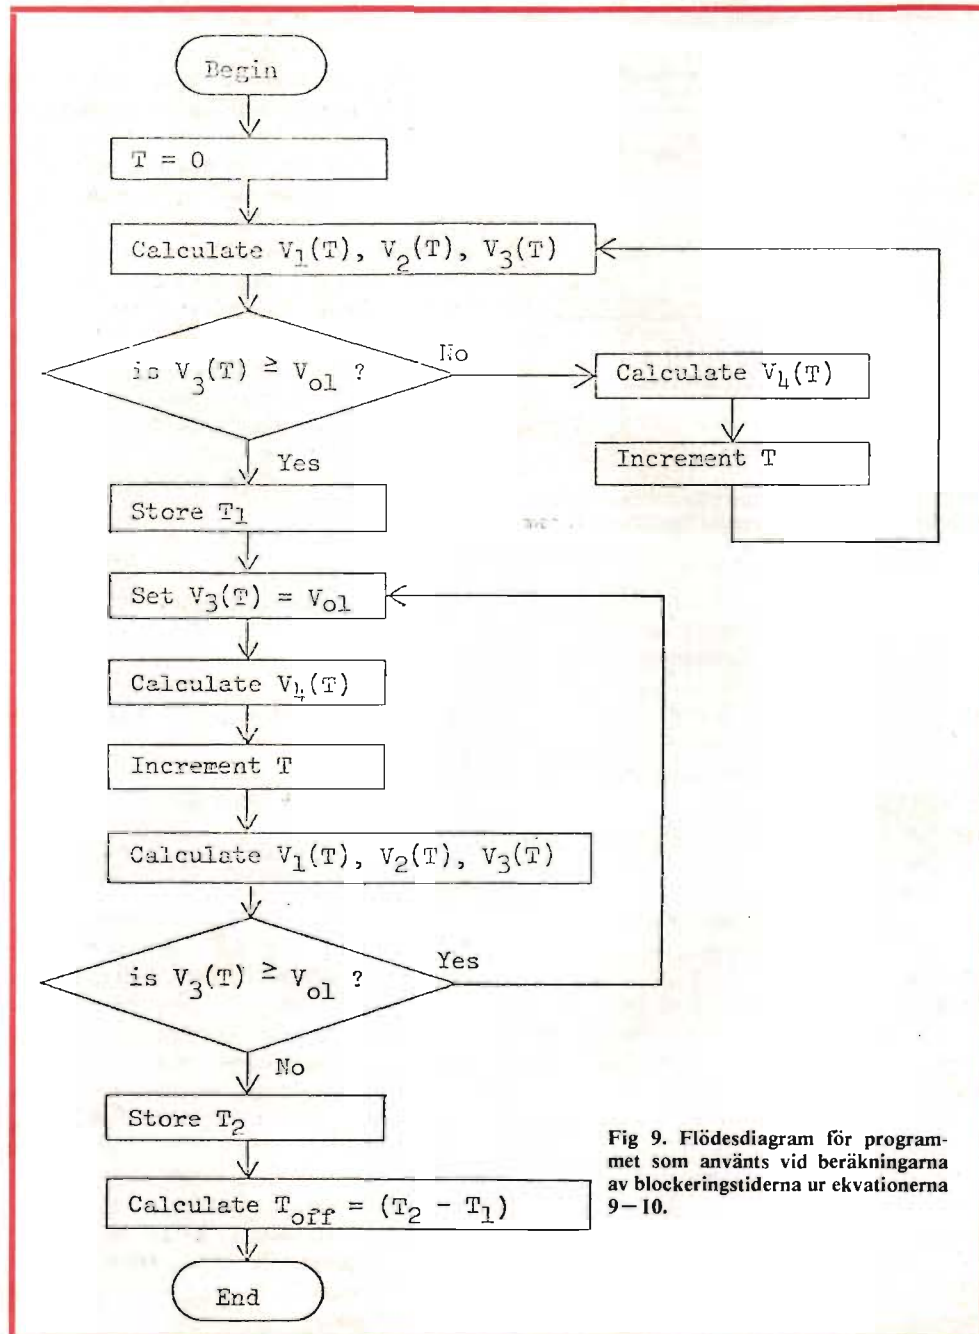 Begin
T = 0
Calculate V₁(T), V₂(T), V₃(T)
is V₃(T) ≥ Vol ?
No
Calculate V₄(T)
Increment T
Yes
Store T₁
Set V₃(T) = Vol
Calculate V₄(T)
Increment T
Calculate V₁(T), V₂(T), V₃(T)
is V₃(T) ≥ Vol ?
Yes
No
Store T₂
Calculate Toff = (T₂ − T₁)
End
Fig 9. Flödesdiagram för program-
met som använts vid beräkningarna
av blockeringstiderna ur ekvationerna
9–10.